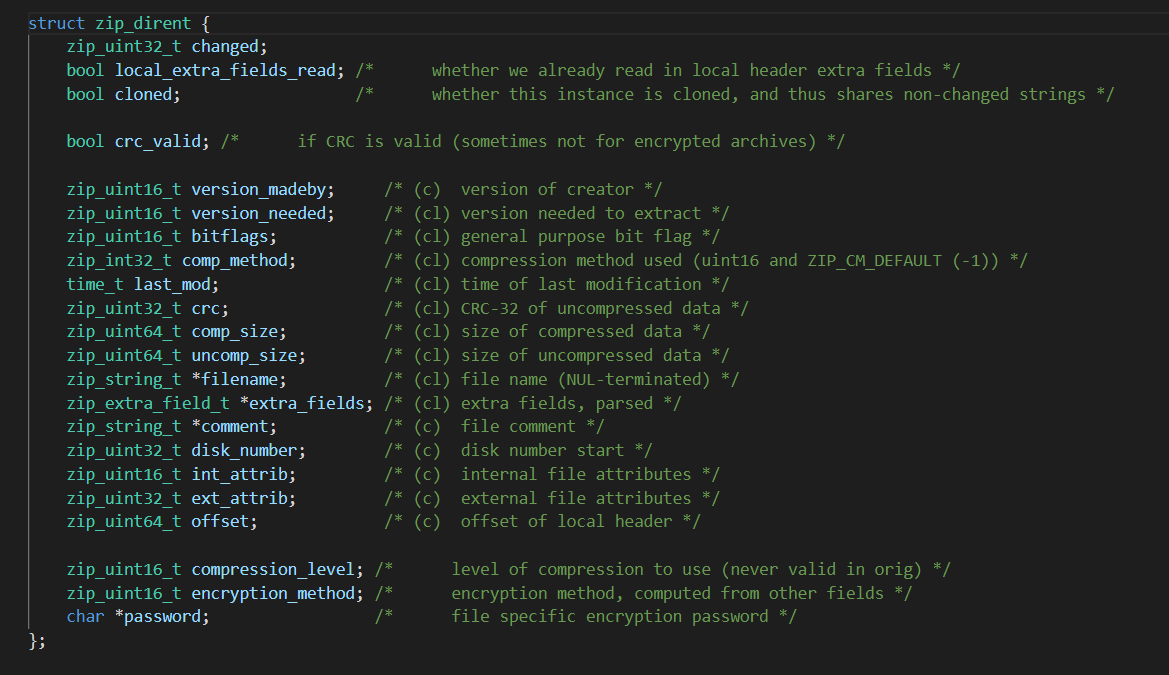 struct zip_dirent {
    zip_uint32_t changed;
    bool local_extra_fields_read; /*      whether we already read in local header extra fields */
    bool cloned;                  /*      whether this instance is cloned, and thus shares non-changed strings */

    bool crc_valid; /*      if CRC is valid (sometimes not for encrypted archives) */

    zip_uint16_t version_madeby;     /* (c)  version of creator */
    zip_uint16_t version_needed;     /* (cl) version needed to extract */
    zip_uint16_t bitflags;           /* (cl) general purpose bit flag */
    zip_int32_t comp_method;         /* (cl) compression method used (uint16 and ZIP_CM_DEFAULT (-1)) */
    time_t last_mod;                 /* (cl) time of last modification */
    zip_uint32_t crc;                /* (cl) CRC-32 of uncompressed data */
    zip_uint64_t comp_size;          /* (cl) size of compressed data */
    zip_uint64_t uncomp_size;        /* (cl) size of uncompressed data */
    zip_string_t *filename;          /* (cl) file name (NUL-terminated) */
    zip_extra_field_t *extra_fields; /* (cl) extra fields, parsed */
    zip_string_t *comment;           /* (c)  file comment */
    zip_uint32_t disk_number;        /* (c)  disk number start */
    zip_uint16_t int_attrib;         /* (c)  internal file attributes */
    zip_uint32_t ext_attrib;         /* (c)  external file attributes */
    zip_uint64_t offset;             /* (c)  offset of local header */

    zip_uint16_t compression_level; /*      level of compression to use (never valid in orig) */
    zip_uint16_t encryption_method; /*      encryption method, computed from other fields */
    char *password;                 /*      file specific encryption password */
};